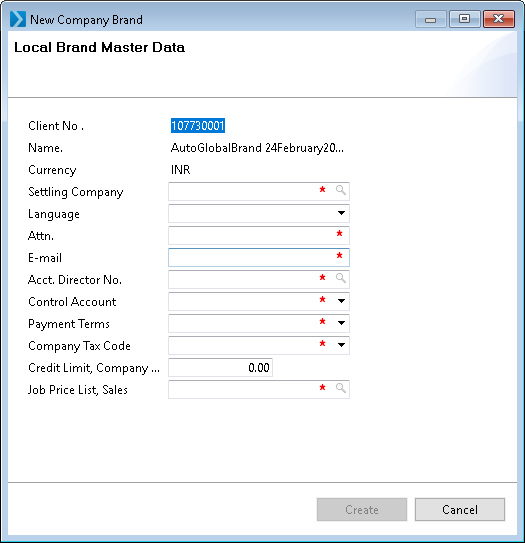 New Company Brand
Local Brand Master Data
Client No . 107730001
Name. AutoGlobalBrand 24February20...
Currency INR
Settling Company *
Language
Attn. *
E-mail *
Acct. Director No. *
Control Account *
Payment Terms *
Company Tax Code *
Credit Limit, Company ... 0.00
Job Price List, Sales *
Create Cancel